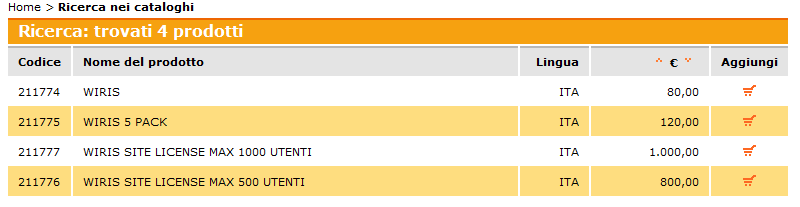 Home > Ricerca nei cataloghi
Ricerca: trovati 4 prodotti
Codice Nome del prodotto Lingua € Aggiungi
211774 WIRIS ITA 80,00
211775 WIRIS 5 PACK ITA 120,00
211777 WIRIS SITE LICENSE MAX 1000 UTENTI ITA 1.000,00
211776 WIRIS SITE LICENSE MAX 500 UTENTI ITA 800,00